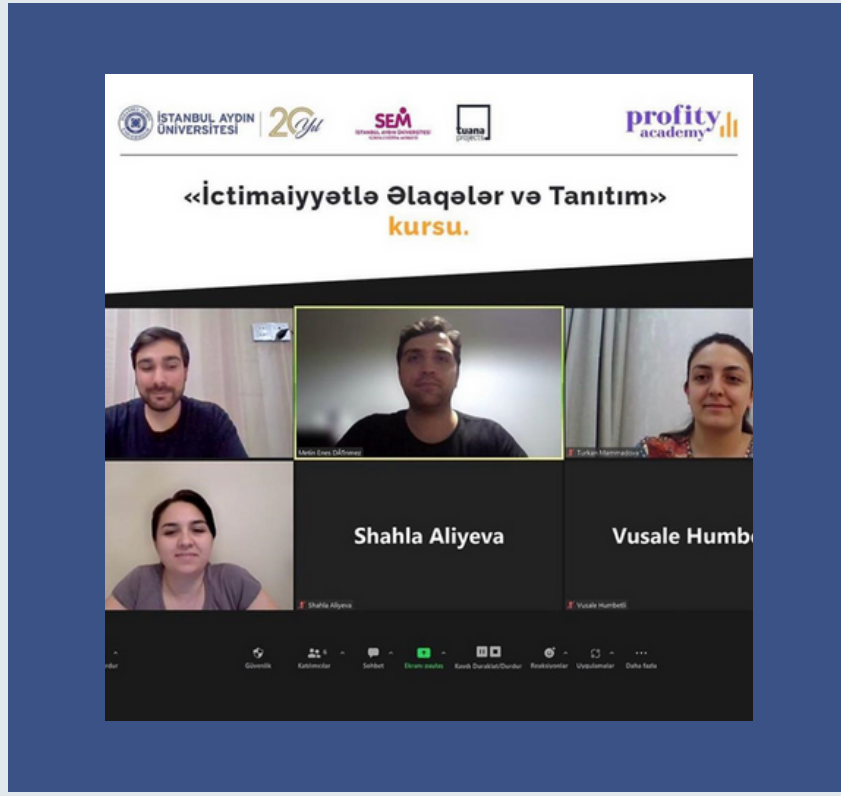 İSTANBUL AYDIN
ÜNİVERSİTESİ
20 Yıl
SEM
İSTANBUL AYDIN ÜNİVERSİTESİ
tuana
projects
profity
academy
«İctimaiyyətlə Əlaqələr və Tanıtım»
kursu.
Metin Enes
Turkan Mammadova
Shahla Aliyeva
Vusale Humb
Shahla Aliyeva
Vusale Humbetli
6
Güvenlik
Katılımcılar
Sohbet
Ekranı paylaş
Kaydı Duraklat/Durdur
Reaksiyonlar
Uygulamalar
Daha fazla